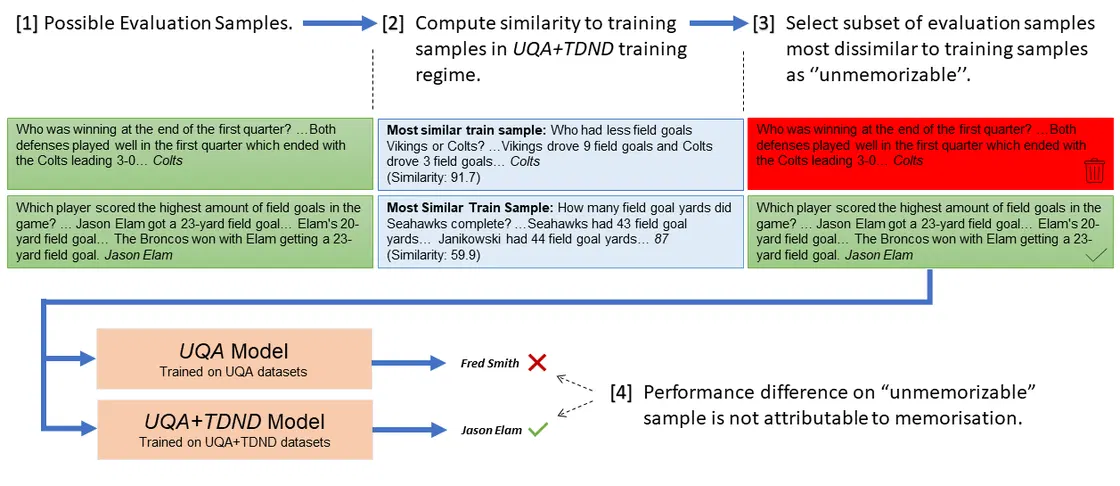 [1] Possible Evaluation Samples.
[2] Compute similarity to training
samples in UQA+TDND training
regime.
[3] Select subset of evaluation samples
most dissimilar to training samples
as ‘’unmemorizable’’.
Who was winning at the end of the first quarter? …Both
defenses played well in the first quarter which ended with
the Colts leading 3-0… Colts
Most similar train sample: Who had less field goals
Vikings or Colts? …Vikings drove 9 field goals and Colts
drove 3 field goals… Colts
(Similarity: 91.7)
Who was winning at the end of the first quarter? …Both
defenses played well in the first quarter which ended with
the Colts leading 3-0… Colts
Which player scored the highest amount of field goals in the
game? … Jason Elam got a 23-yard field goal… Elam's 20-
yard field goal… The Broncos won with Elam getting a 23-
yard field goal. Jason Elam
Most Similar Train Sample: How many field goal yards did
Seahawks complete? …Seahawks had 43 field goal
yards… Janikowski had 44 field goal yards… 87
(Similarity: 59.9)
Which player scored the highest amount of field goals in the
game? … Jason Elam got a 23-yard field goal… Elam's 20-
yard field goal… The Broncos won with Elam getting a 23-
yard field goal. Jason Elam
UQA Model
Trained on UQA datasets
Fred Smith
UQA+TDND Model
Trained on UQA+TDND datasets
Jason Elam
[4] Performance difference on “unmemorizable”
sample is not attributable to memorisation.